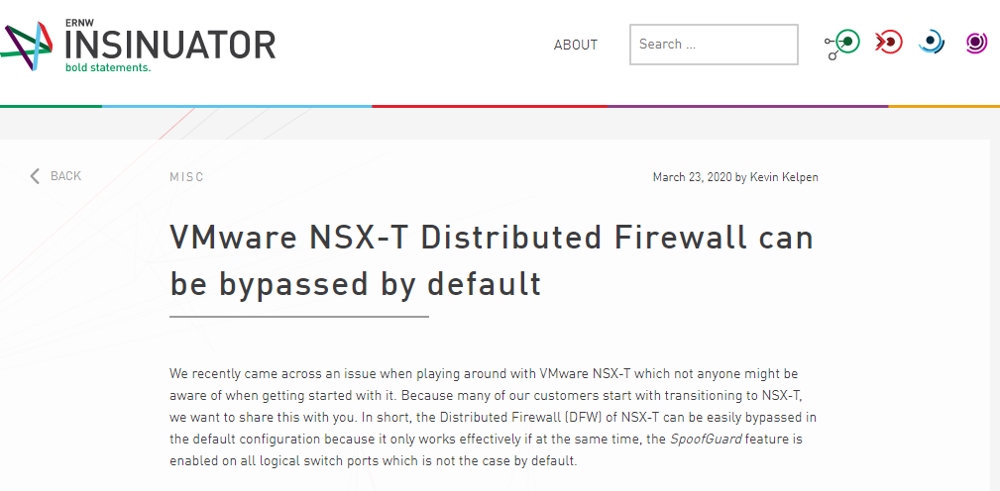 ERNW
INSINUATOR
bold statements.
ABOUT
Search ...
BACK
MISC
March 23, 2020 by Kevin Kelpen
VMware NSX-T Distributed Firewall can
be bypassed by default
We recently came across an issue when playing around with VMware NSX-T which not anyone might be
aware of when getting started with it. Because many of our customers start with transitioning to NSX-T,
we want to share this with you. In short, the Distributed Firewall (DFW) of NSX-T can be easily bypassed in
the default configuration because it only works effectively if at the same time, the SpoofGuard feature is
enabled on all logical switch ports which is not the case by default.